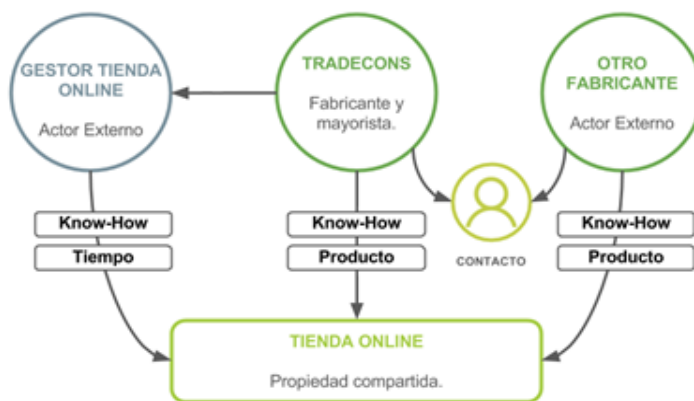 GESTOR TIENDA
ONLINE
Actor Externo
TRADECONS
Fabricante y
mayorista.
OTRO
FABRICANTE
Actor Externo
Know-How
Tiempo
Know-How
Producto
CONTACTO
Know-How
Producto
TIENDA ONLINE
Propiedad compartida.